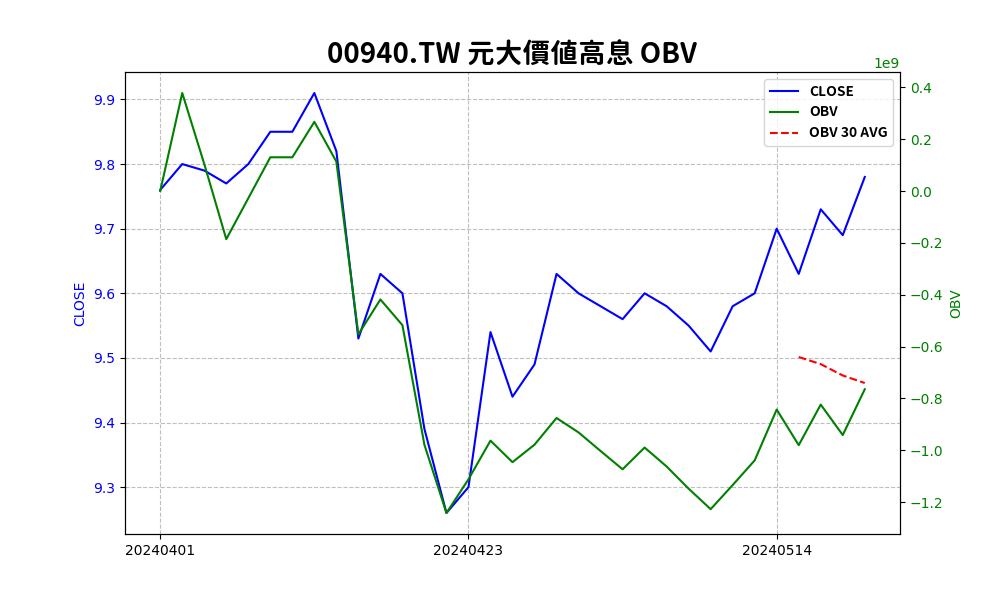 00940.TW 元大價值高息 OBV
1e9
CLOSE
OBV
OBV 30 AVG
9.9
9.8
9.7
9.6
9.5
9.4
9.3
CLOSE
0.4
0.2
0.0
−0.2
−0.4
−0.6
−0.8
−1.0
−1.2
OBV
20240401
20240423
20240514